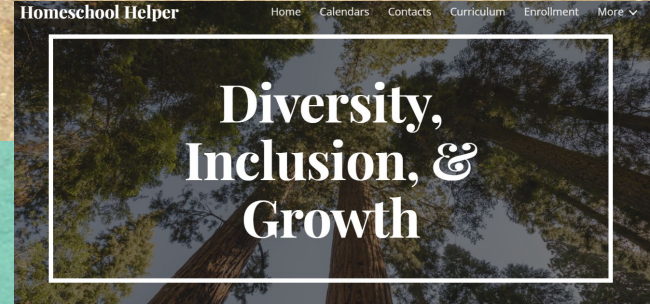 Homeschool Helper Home Calendars Contacts Curriculum Enrollment More
Diversity,
Inclusion, &
Growth